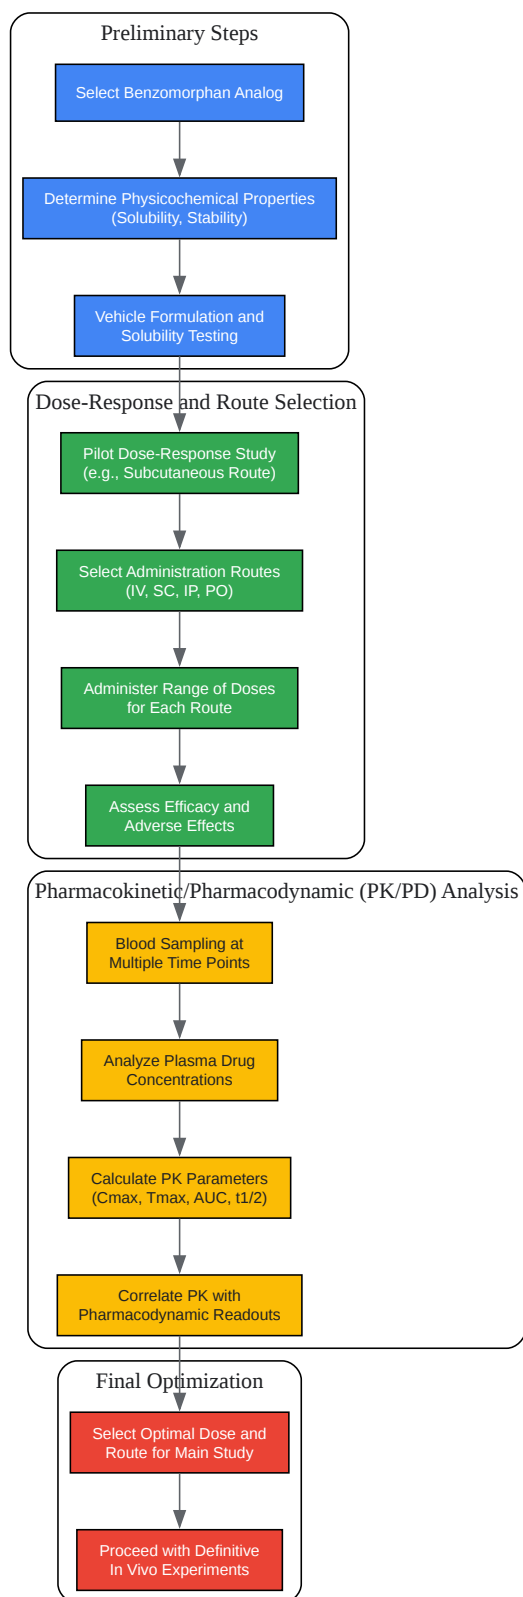 Preliminary Steps
Select Benzomorphan Analog
Determine Physicochemical Properties
(Solubility, Stability)
Vehicle Formulation and
Solubility Testing
Dose-Response and Route Selection
Pilot Dose-Response Study
(e.g., Subcutaneous Route)
Select Administration Routes
(IV, SC, IP, PO)
Administer Range of Doses
for Each Route
Assess Efficacy and
Adverse Effects
Pharmacokinetic/Pharmacodynamic (PK/PD) Analysis
Blood Sampling at
Multiple Time Points
Analyze Plasma Drug
Concentrations
Calculate PK Parameters
(Cmax, Tmax, AUC, t1/2)
Correlate PK with
Pharmacodynamic Readouts
Final Optimization
Select Optimal Dose and
Route for Main Study
Proceed with Definitive
In Vivo Experiments